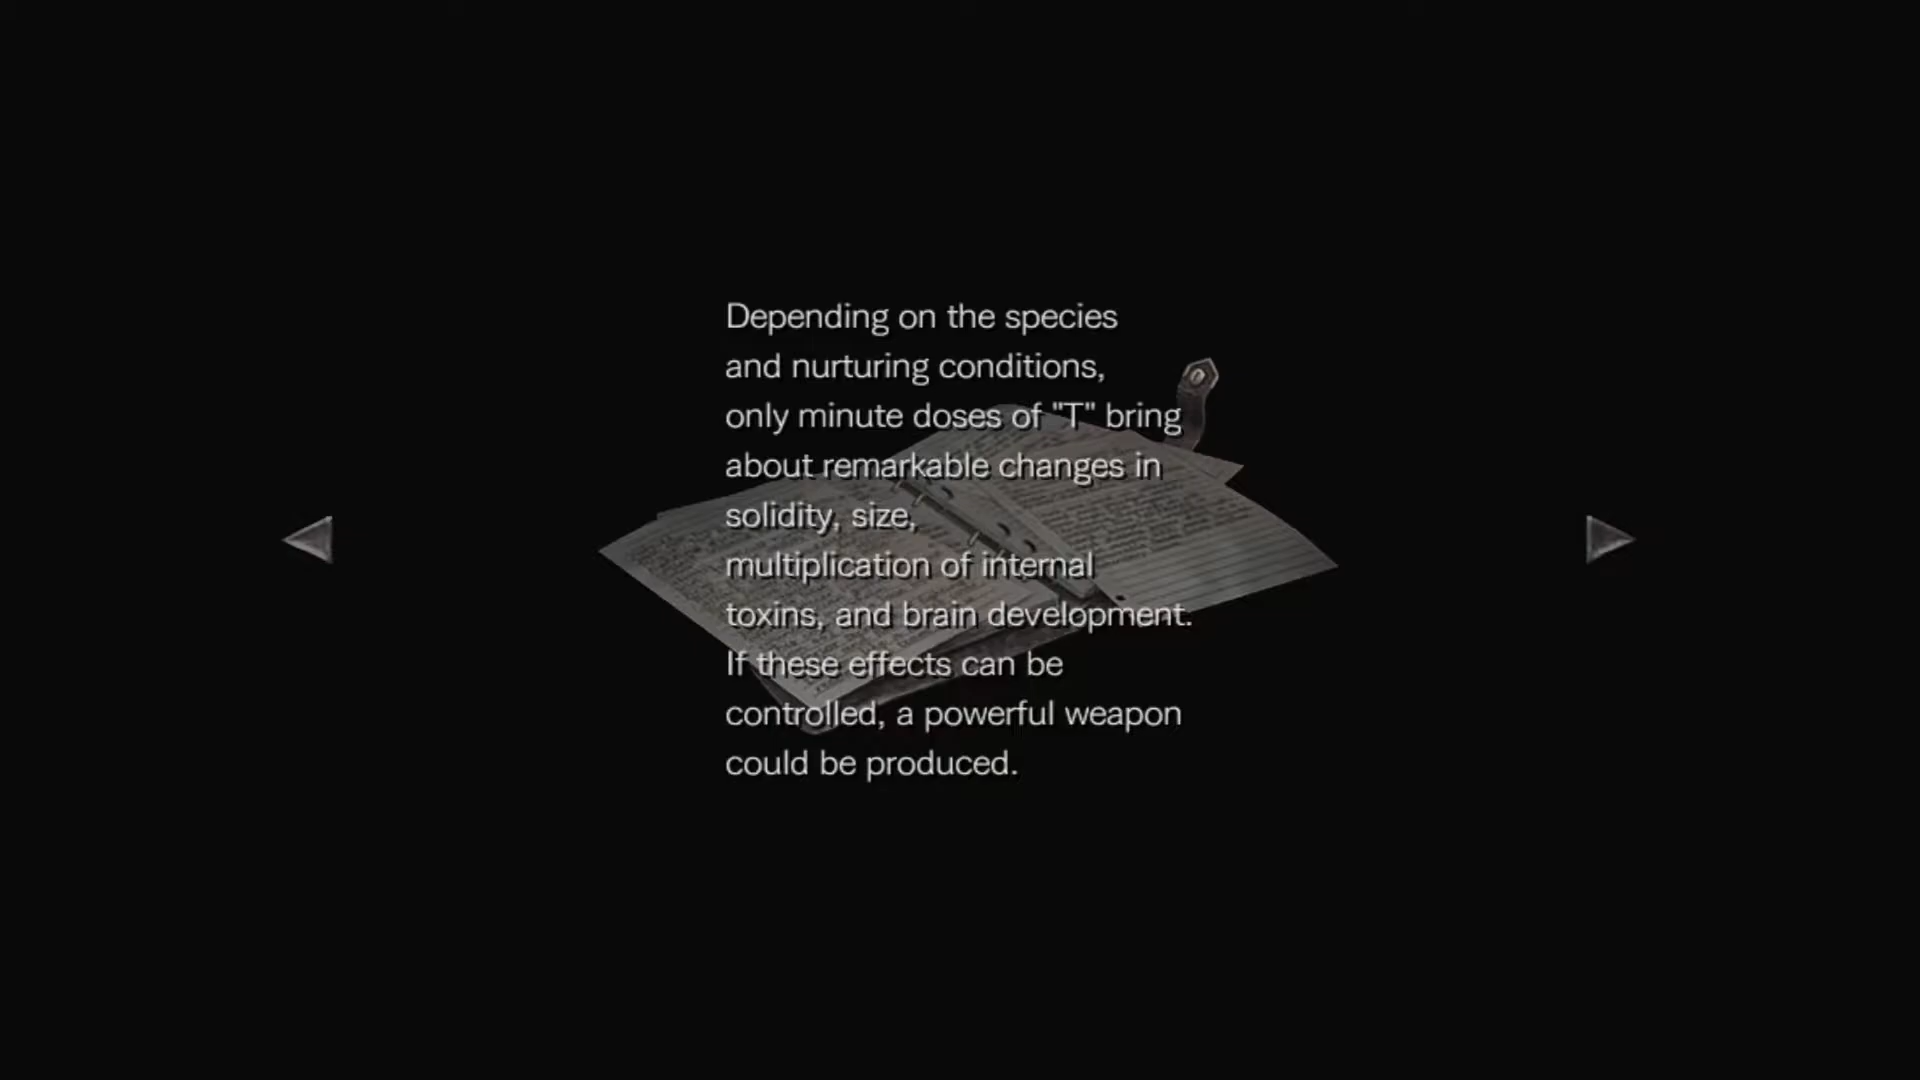 Depending on the species
and nurturing conditions,
only minute doses of "T" bring
about remarkable changes in
solidity, size,
multiplication of internal
toxins, and brain development.
If these effects can be
controlled, a powerful weapon
could be produced.